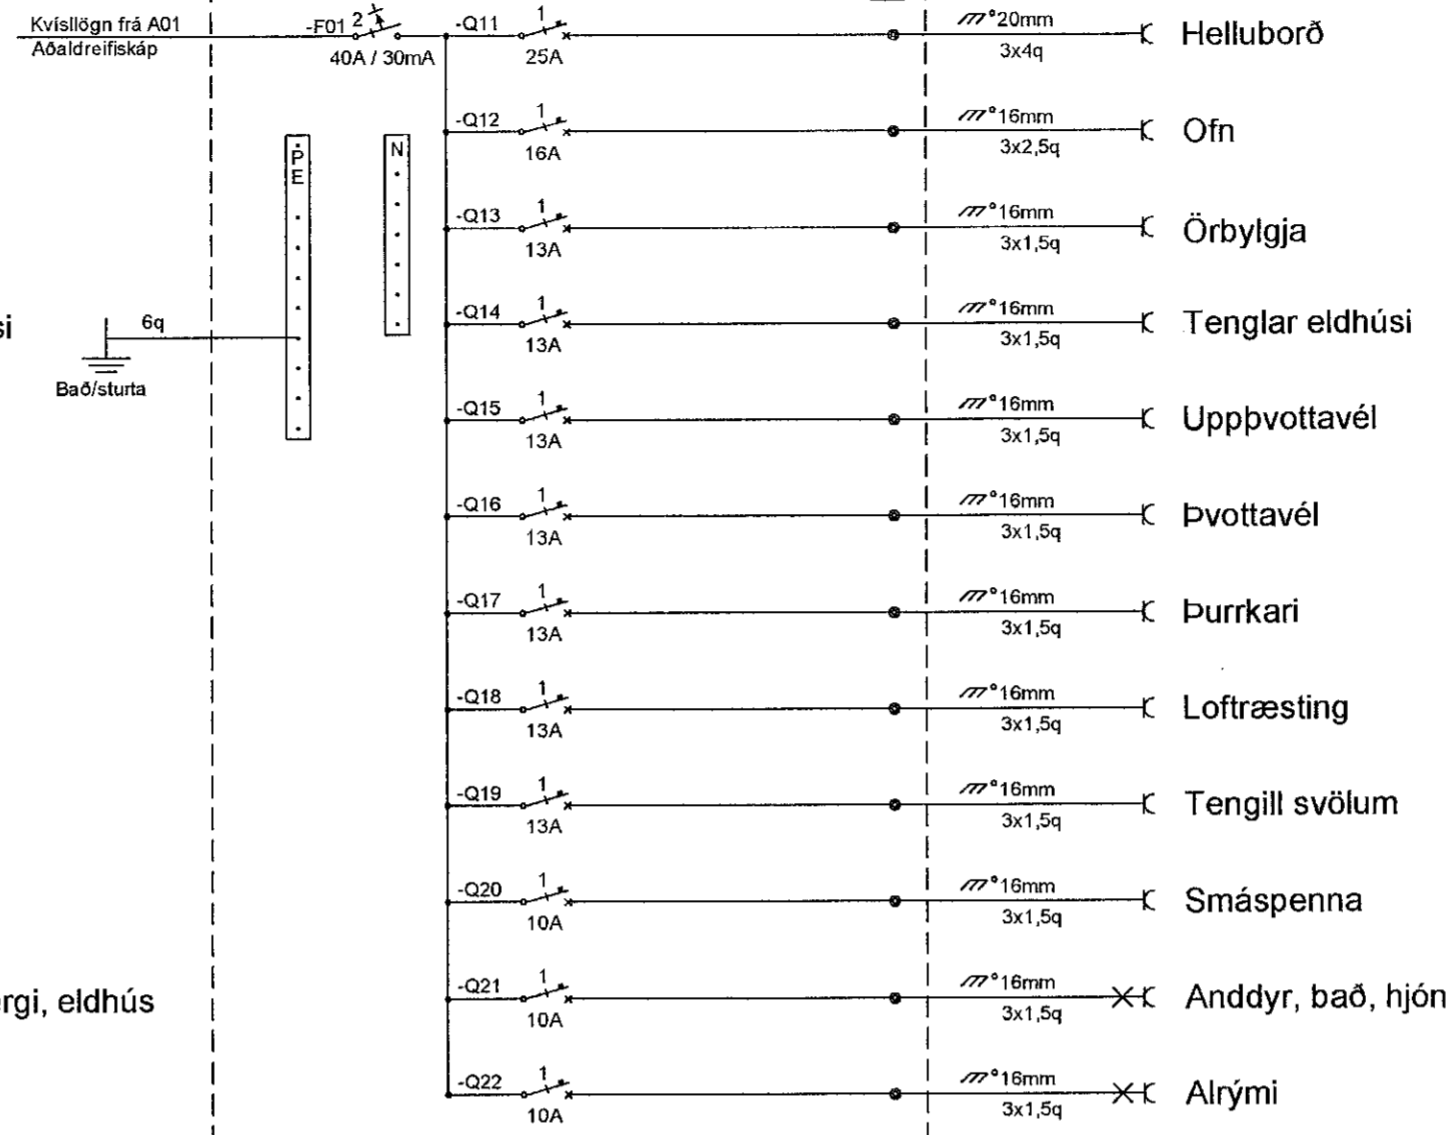 Kvíslögn frá A01
Aðaldreifiskáp
-F01
2
40A / 30mA
-Q11
1
25A
20mm
3x4q
Helluborð
-Q12
1
16A
16mm
3x2,5q
Ofn
PE
N
-Q13
1
13A
16mm
3x1,5q
Örbylgja
-Q14
1
13A
16mm
3x1,5q
Tenglar eldhúsi
si
6q
Bað/sturta
-Q15
1
13A
16mm
3x1,5q
Uppþvottavél
-Q16
1
13A
16mm
3x1,5q
Þvottavél
-Q17
1
13A
16mm
3x1,5q
Þurrkari
-Q18
1
13A
16mm
3x1,5q
Loftræsting
-Q19
1
13A
16mm
3x1,5q
Tengill svölum
-Q20
1
10A
16mm
3x1,5q
Smáspenna
ergi, eldhús
-Q21
1
10A
16mm
3x1,5q
Anddyr, bað, hjón
-Q22
1
10A
16mm
3x1,5q
Alrými